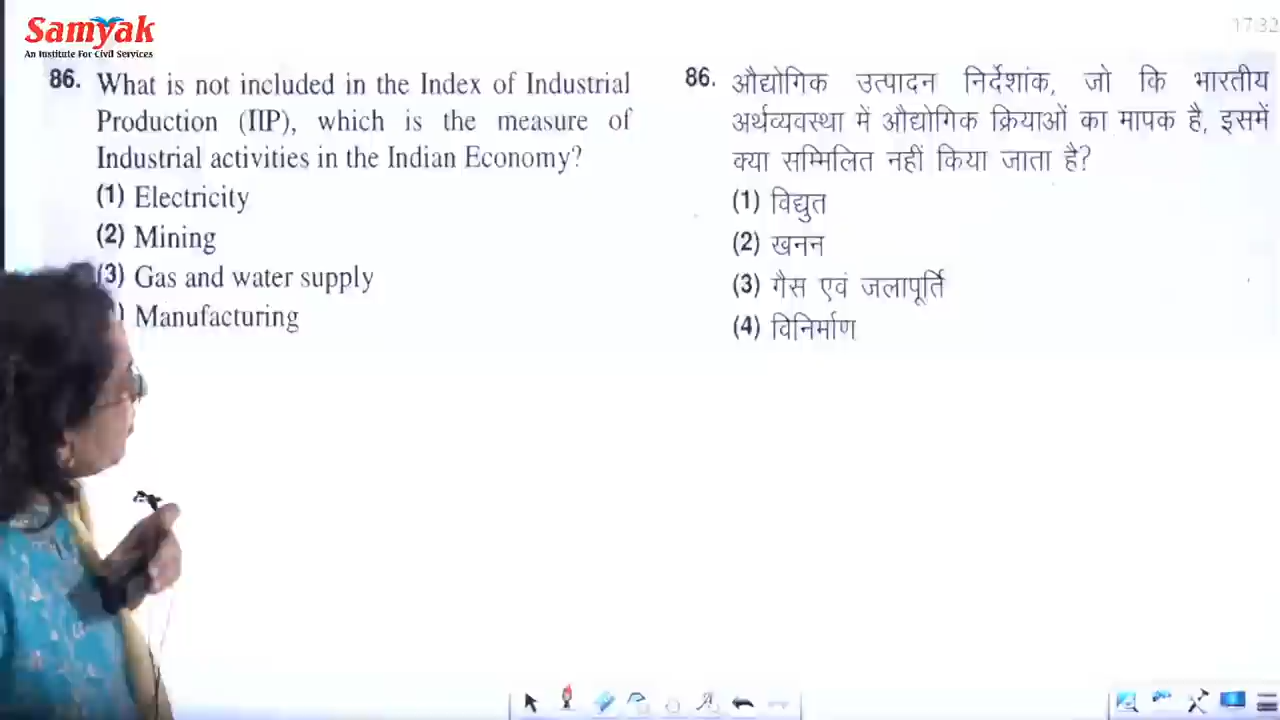 Samyak
An Institute For Civil Services
17:32
86. What is not included in the Index of Industrial
Production (IIP), which is the measure of
Industrial activities in the Indian Economy?
(1) Electricity
(2) Mining
(3) Gas and water supply
) Manufacturing
86. औद्योगिक उत्पादन निर्देशांक, जो कि भारतीय
अर्थव्यवस्था में औद्योगिक क्रियाओं का मापक है, इसमें
क्या सम्मिलित नहीं किया जाता है?
(1) विद्युत
(2) खनन
(3) गैस एवं जलापूर्ति
(4) विनिर्माण